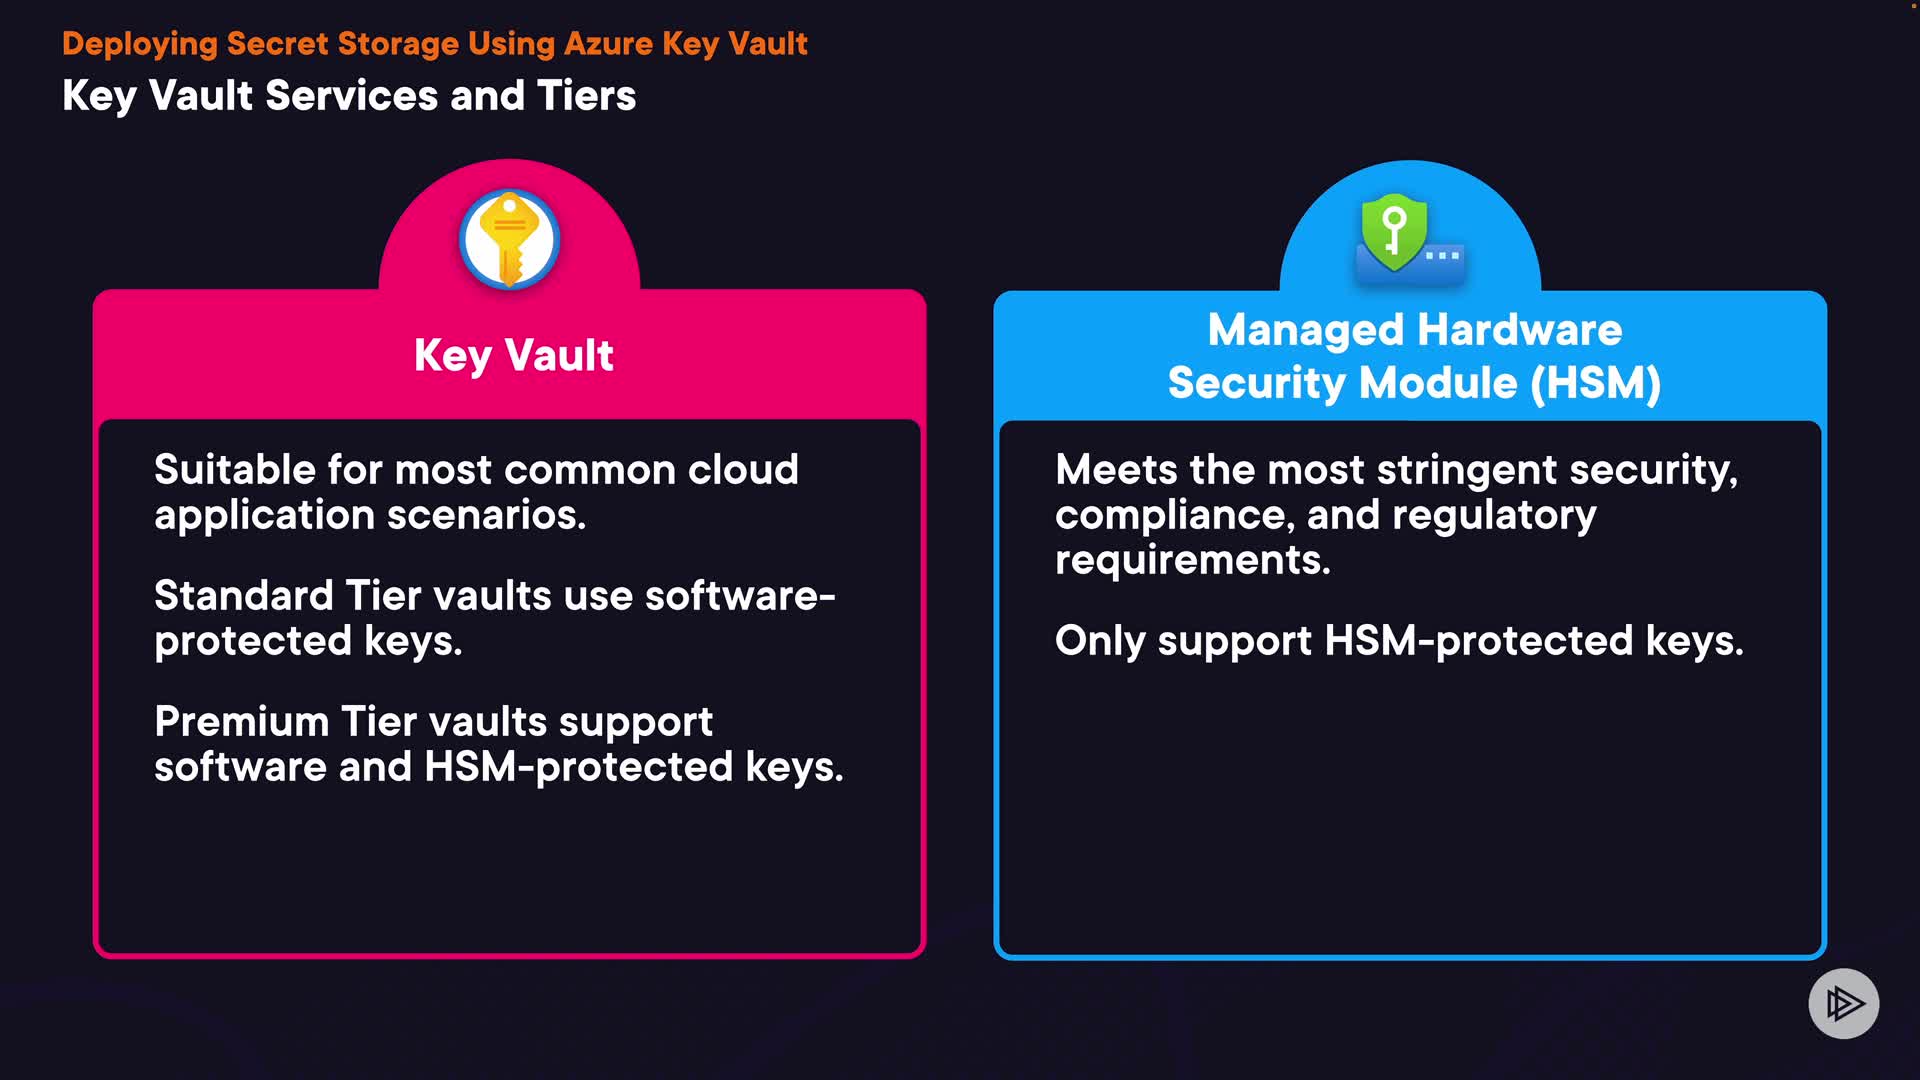 Deploying Secret Storage Using Azure Key Vault
Key Vault Services and Tiers
Key Vault
Suitable for most common cloud
application scenarios.
Standard Tier vaults use software-
protected keys.
Premium Tier vaults support
software and HSM-protected keys.
Managed Hardware
Security Module (HSM)
Meets the most stringent security,
compliance, and regulatory
requirements.
Only support HSM-protected keys.